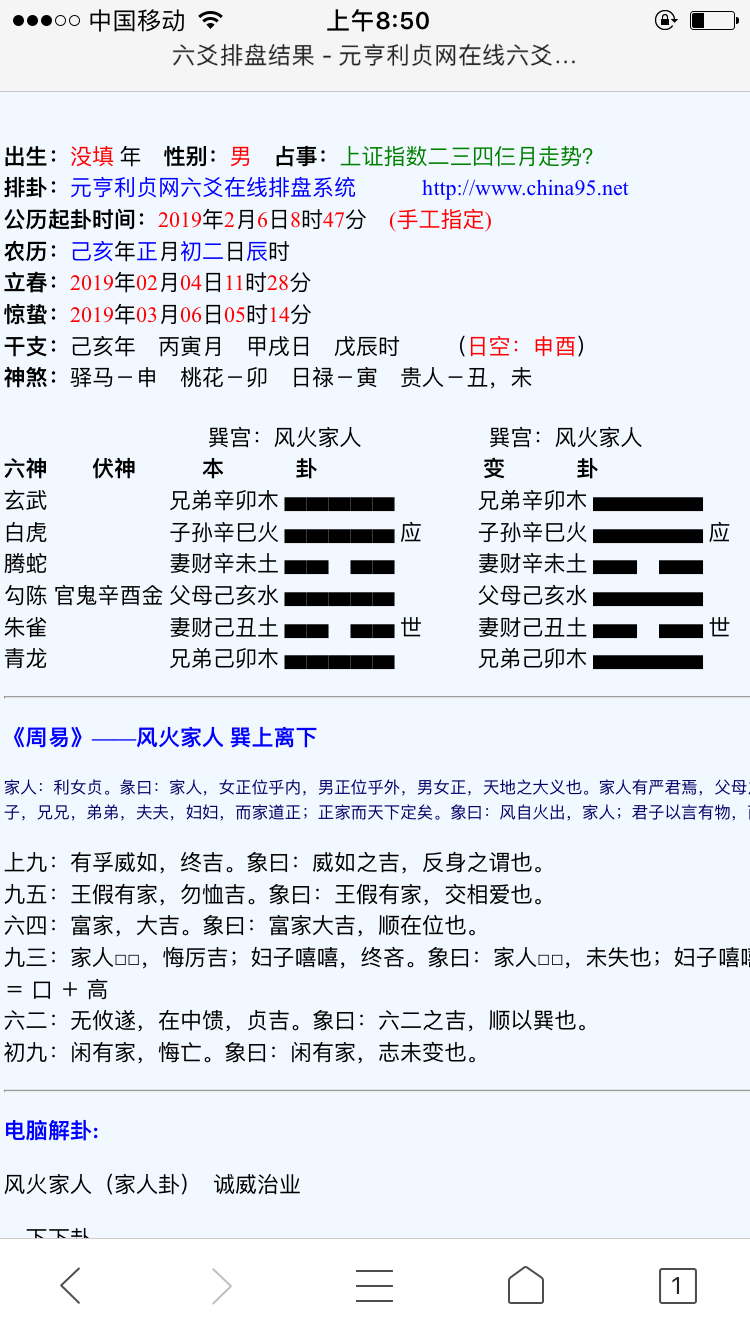 中国移动 上午8:50
六爻排盘结果 - 元亨利贞网在线六爻...
出生：没填 年 性别：男 占事：上证指数二三四仨月走势?
排卦：元亨利贞网六爻在线排盘系统 http://www.china95.net
公历起卦时间：2019年2月6日8时47分 (手工指定)
农历：己亥年正月初二日辰时
立春：2019年02月04日11时28分
惊蛰：2019年03月06日05时14分
干支：己亥年 丙寅月 甲戌日 戊辰时 （日空：申酉）
神煞：驿马－申 桃花－卯 日禄－寅 贵人－丑，未
巽宫：风火家人 巽宫：风火家人
六神 伏神 本 卦 变 卦
玄武 兄弟辛卯木 兄弟辛卯木
白虎 子孙辛巳火 应 子孙辛巳火 应
腾蛇 妻财辛未土 妻财辛未土
勾陈 官鬼辛酉金 父母己亥水 父母己亥水
朱雀 妻财己丑土 世 妻财己丑土 世
青龙 兄弟己卯木 兄弟己卯木
《周易》——风火家人 巽上离下
家人：利女贞。彖曰：家人，女正位乎内，男正位乎外，男女正，天地之大义也。家人有严君焉，父母
子，兄兄，弟弟，夫夫，妇妇，而家道正；正家而天下定矣。象曰：风自火出，家人；君子以言有物，
上九：有孚威如，终吉。象曰：威如之吉，反身之谓也。
九五：王假有家，勿恤吉。象曰：王假有家，交相爱也。
六四：富家，大吉。象曰：富家大吉，顺在位也。
九三：家人□□，悔厉吉；妇子嘻嘻，终吝。象曰：家人□□，未失也；妇子嘻
＝ 口 ＋ 高
六二：无攸遂，在中馈，贞吉。象曰：六二之吉，顺以巽也。
初九：闲有家，悔亡。象曰：闲有家，志未变也。
电脑解卦:
风火家人（家人卦） 诚威治业
下下卦
1